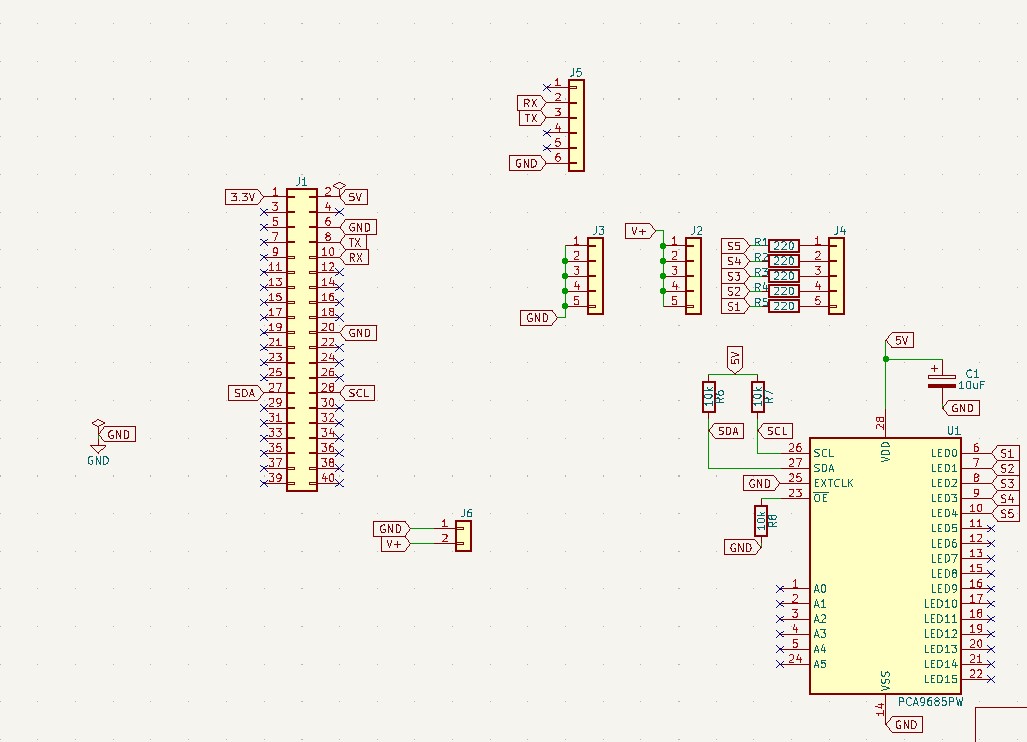 J5
1
RX 2
TX 3
4
5
GND 6
J1
3.3V 1 2 5V
3 4
5 6 GND
7 8 TX
9 10 RX
11 12
13 14
15 16
17 18
19 20 GND
21 22
23 24
25 26
SDA 27 28 SCL
29 30
31 32
33 34
35 36
37 38
39 40
GND
GND
J3
1
2
3
4
5
GND
V+ J2
1
2
3
4
5
J4
S5 R1 220 1
S4 R2 220 2
S3 R3 220 3
S2 R4 220 4
S1 R5 220 5
J6
GND 1
V+ 2
5V
10k R6 10k R7
SDA SCL
5V
+ C1
10uF
GND
28 U1
VDD
26 SCL LED0 6 S1
27 SDA LED1 7 S2
GND 25 EXTCLK LED2 8 S3
23 OE LED3 9 S4
LED4 10 S5
10k R8 LED5 11
GND LED6 12
LED7 13
LED8 15
1 A0 LED9 16
2 A1 LED10 17
3 A2 LED11 18
4 A3 LED12 19
5 A4 LED13 20
24 A5 LED14 21
LED15 22
VSS
PCA9685PW
14
GND